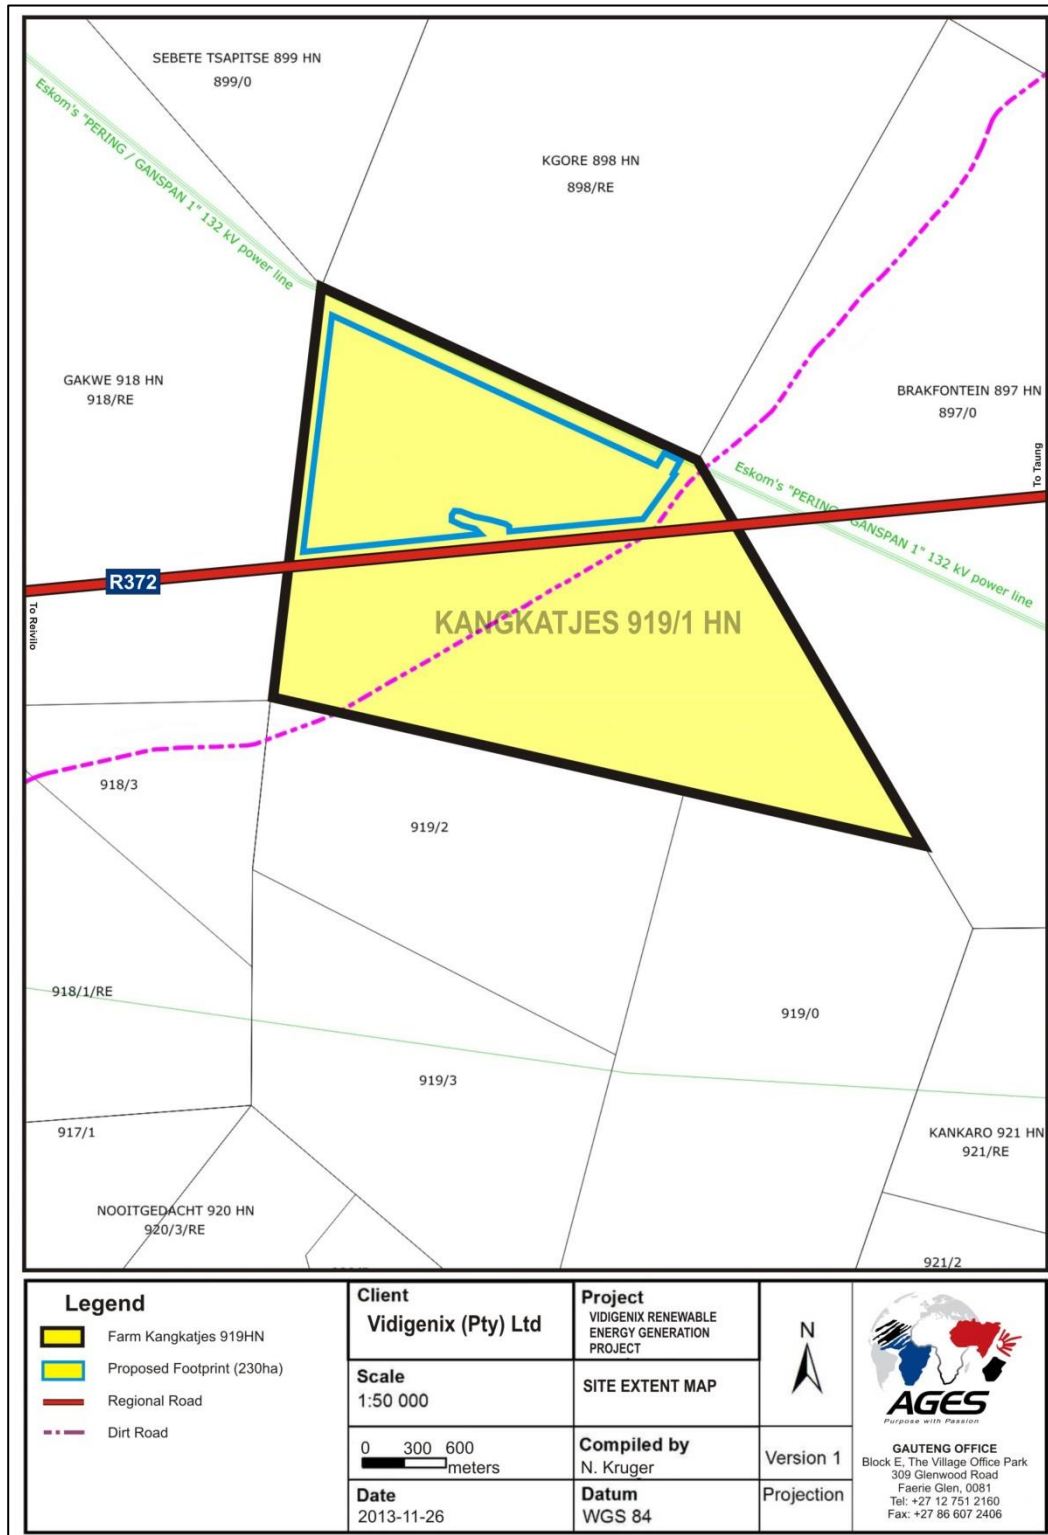 SEBETE TSAPITSE 899 HN
899/0
Eskom's "PERING / GANSPAN 1" 132 kV power line
KGORE 898 HN
898/RE
GAKWE 918 HN
918/RE
BRAKFONTEIN 897 HN
897/0
To Taung
Eskom's "PERING / GANSPAN 1" 132 kV power line
R372
To Reivilo
KANGKATJES 919/1 HN
918/3
919/2
918/1/RE
919/0
919/3
917/1
KANKARO 921 HN
921/RE
NOOITGEDACHT 920 HN
920/3/RE
921/2
Legend
Farm Kangkatjes 919HN
Proposed Footprint (230ha)
Regional Road
Dirt Road
Client
Vidigenix (Pty) Ltd
Project
VIDIGENIX RENEWABLE
ENERGY GENERATION
PROJECT
Scale
1:50 000
SITE EXTENT MAP
N
0 300 600
meters
Compiled by
N. Kruger
Version 1
Date
2013-11-26
Datum
WGS 84
Projection
AGES
Purpose with Passion
GAUTENG OFFICE
Block E, The Village Office Park
309 Glenwood Road
Faerie Glen, 0081
Tel: +27 12 751 2160
Fax: +27 86 607 2406